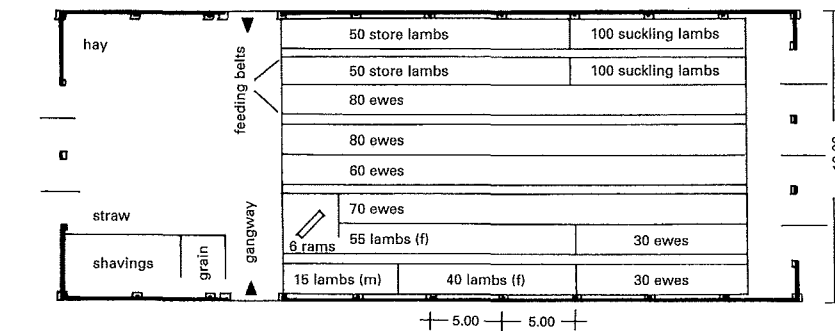 hay
feeding belts
50 store lambs 100 suckling lambs
50 store lambs 100 suckling lambs
80 ewes
80 ewes
60 ewes
straw
gangway
70 ewes
6 rams
55 lambs (f) 30 ewes
shavings
grain
15 lambs (m) 40 lambs (f) 30 ewes
5.00 5.00